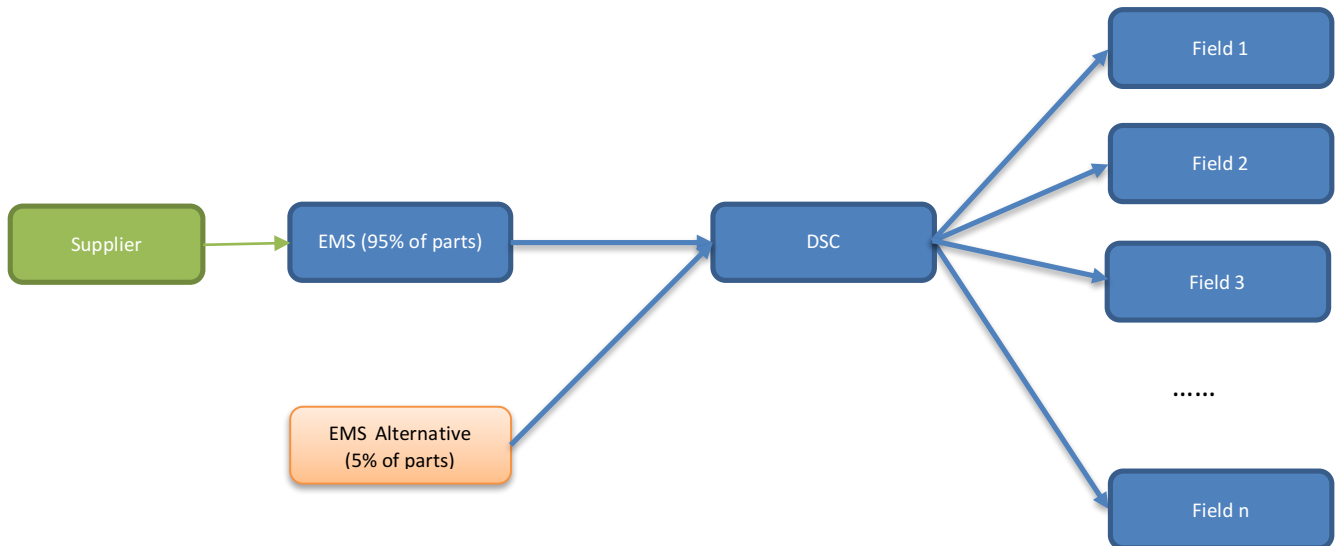 Supplier
EMS (95% of parts)
EMS Alternative
(5% of parts)
DSC
Field 1
Field 2
Field 3
......
Field n